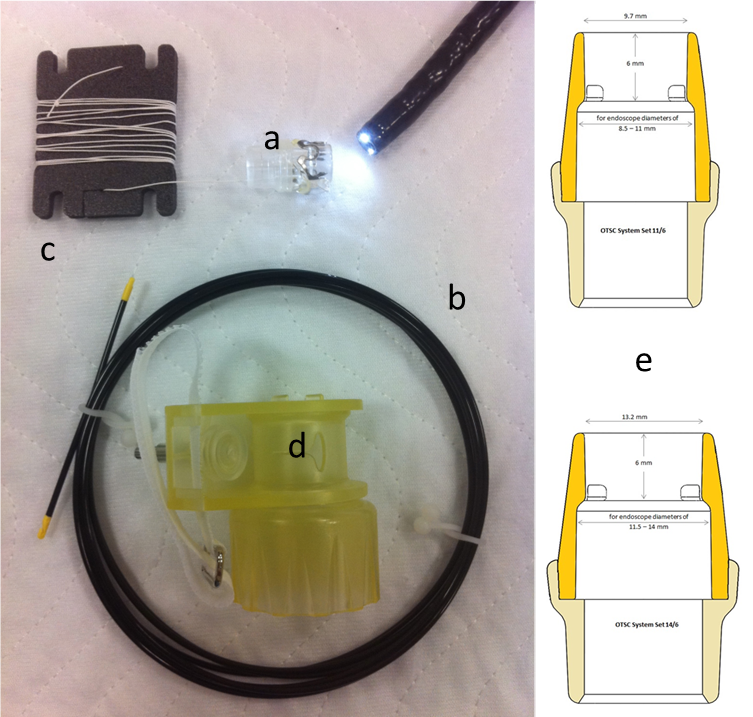 a
b
c
d
e
9.7 mm
6 mm
for endoscope diameters of
8.5 – 11 mm
OTSC System Set 11/6
13.2 mm
6 mm
for endoscope diameters of
11.5 – 14 mm
OTSC System Set 14/6